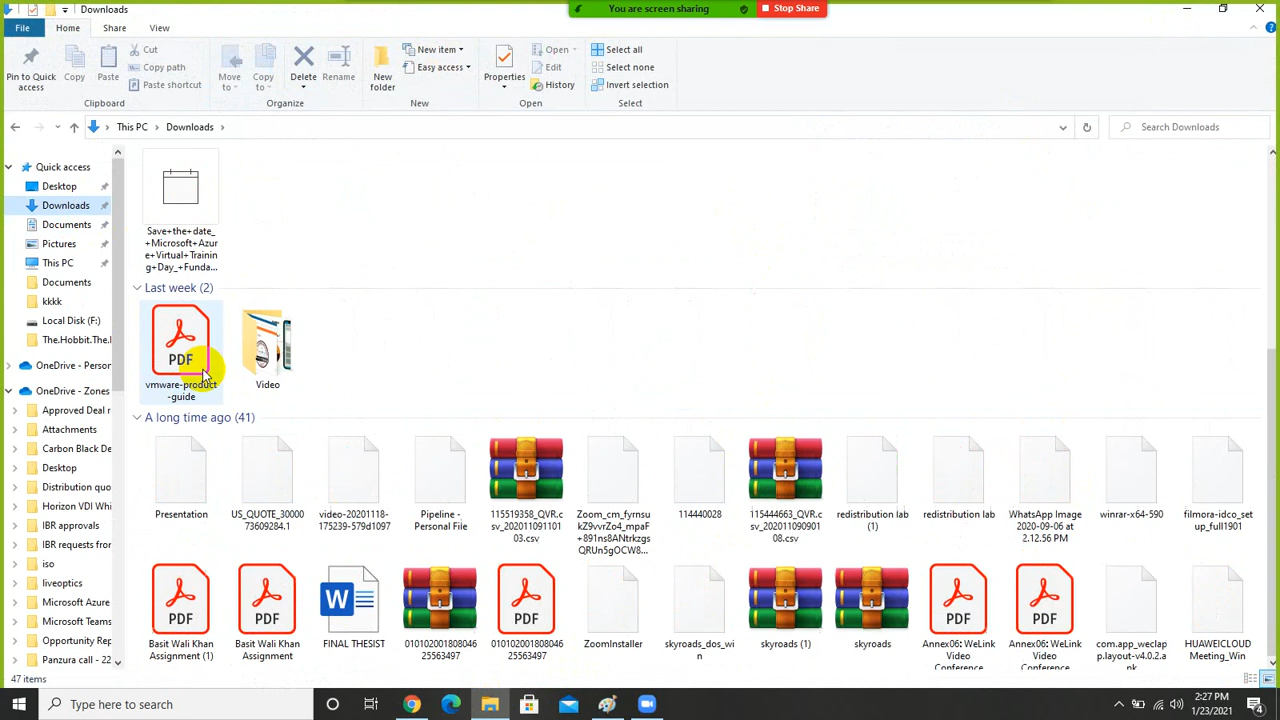 Downloads
You are screen sharing
Stop Share
File
Home
Share
View
Pin to Quick access
Copy
Paste
Cut
Copy path
Paste shortcut
Clipboard
Move to
Copy to
Delete
Rename
Organize
New folder
New item
Easy access
New
Properties
Open
Edit
History
Open
Select all
Select none
Invert selection
Select
This PC
Downloads
Search Downloads
Quick access
Desktop
Downloads
Documents
Pictures
This PC
Documents
kkkk
Local Disk (F:)
The.Hobbit.The.
OneDrive - Person
OneDrive - Zones
Approved Deal r
Attachments
Carbon Black De
Desktop
Distribution quo
Horizon VDI Whi
IBR approvals
IBR requests from
iso
liveoptics
Microsoft Azure
Microsoft Teams
Opportunity Rep
Panzura call - 22
Save+the+date_
+Microsoft+Azur
e+Virtual+Trainin
g+Day_+Funda...
Last week (2)
PDF
vmware-product
-guide
Video
A long time ago (41)
Presentation
US_QUOTE_30000
73609284.1
video-20201118-
175239-579d1097
Pipeline -
Personal File
115519358_QVR.c
sv_202011091101
03.csv
Zoom_cm_fyrnsu
kZ9vvrZo4_mpaF
+891ns8ANtrkzgs
QRUn5gOCW8...
114440028
115444663_QVR.c
sv_202011090901
08.csv
redistribution lab
(1)
redistribution lab
WhatsApp Image
2020-09-06 at
2.12.56 PM
winrar-x64-590
filmora-idco_set
up_full1901
PDF
Basit Wali Khan
Assignment (1)
PDF
Basit Wali Khan
Assignment
W
FINAL THESIST
010102001808046
25563497
PDF
010102001808046
25563497
ZoomInstaller
skyroads_dos_wi
n
skyroads (1)
skyroads
PDF
Annex06: WeLink
Video
Conference
PDF
Annex06: WeLink
Video
Conference
com.app_weclap
p.layout-v4.0.2.a
pk
HUAWEICLOUD
Meeting_Win
47 items
Type here to search
2:27 PM
1/23/2021
4